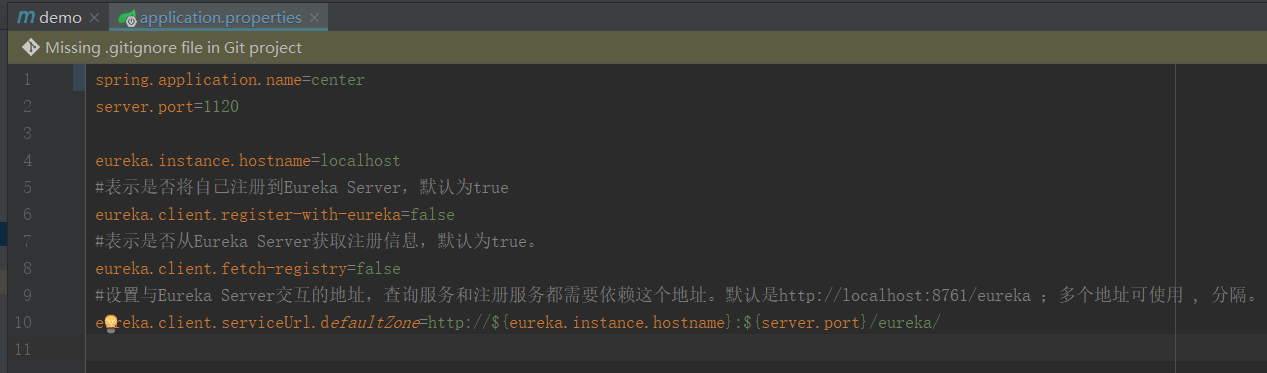 demo
application.properties
Missing .gitignore file in Git project
1 spring.application.name=center
2 server.port=1120
3
4 eureka.instance.hostname=localhost
5 #表示是否将自己注册到Eureka Server，默认为true
6 eureka.client.register-with-eureka=false
7 #表示是否从Eureka Server获取注册信息，默认为true。
8 eureka.client.fetch-registry=false
9 #设置与Eureka Server交互的地址，查询服务和注册服务都需要依赖这个地址。默认是http://localhost:8761/eureka ；多个地址可使用 , 分隔。
10 eureka.client.serviceUrl.defaultZone=http://${eureka.instance.hostname}:${server.port}/eureka/
11